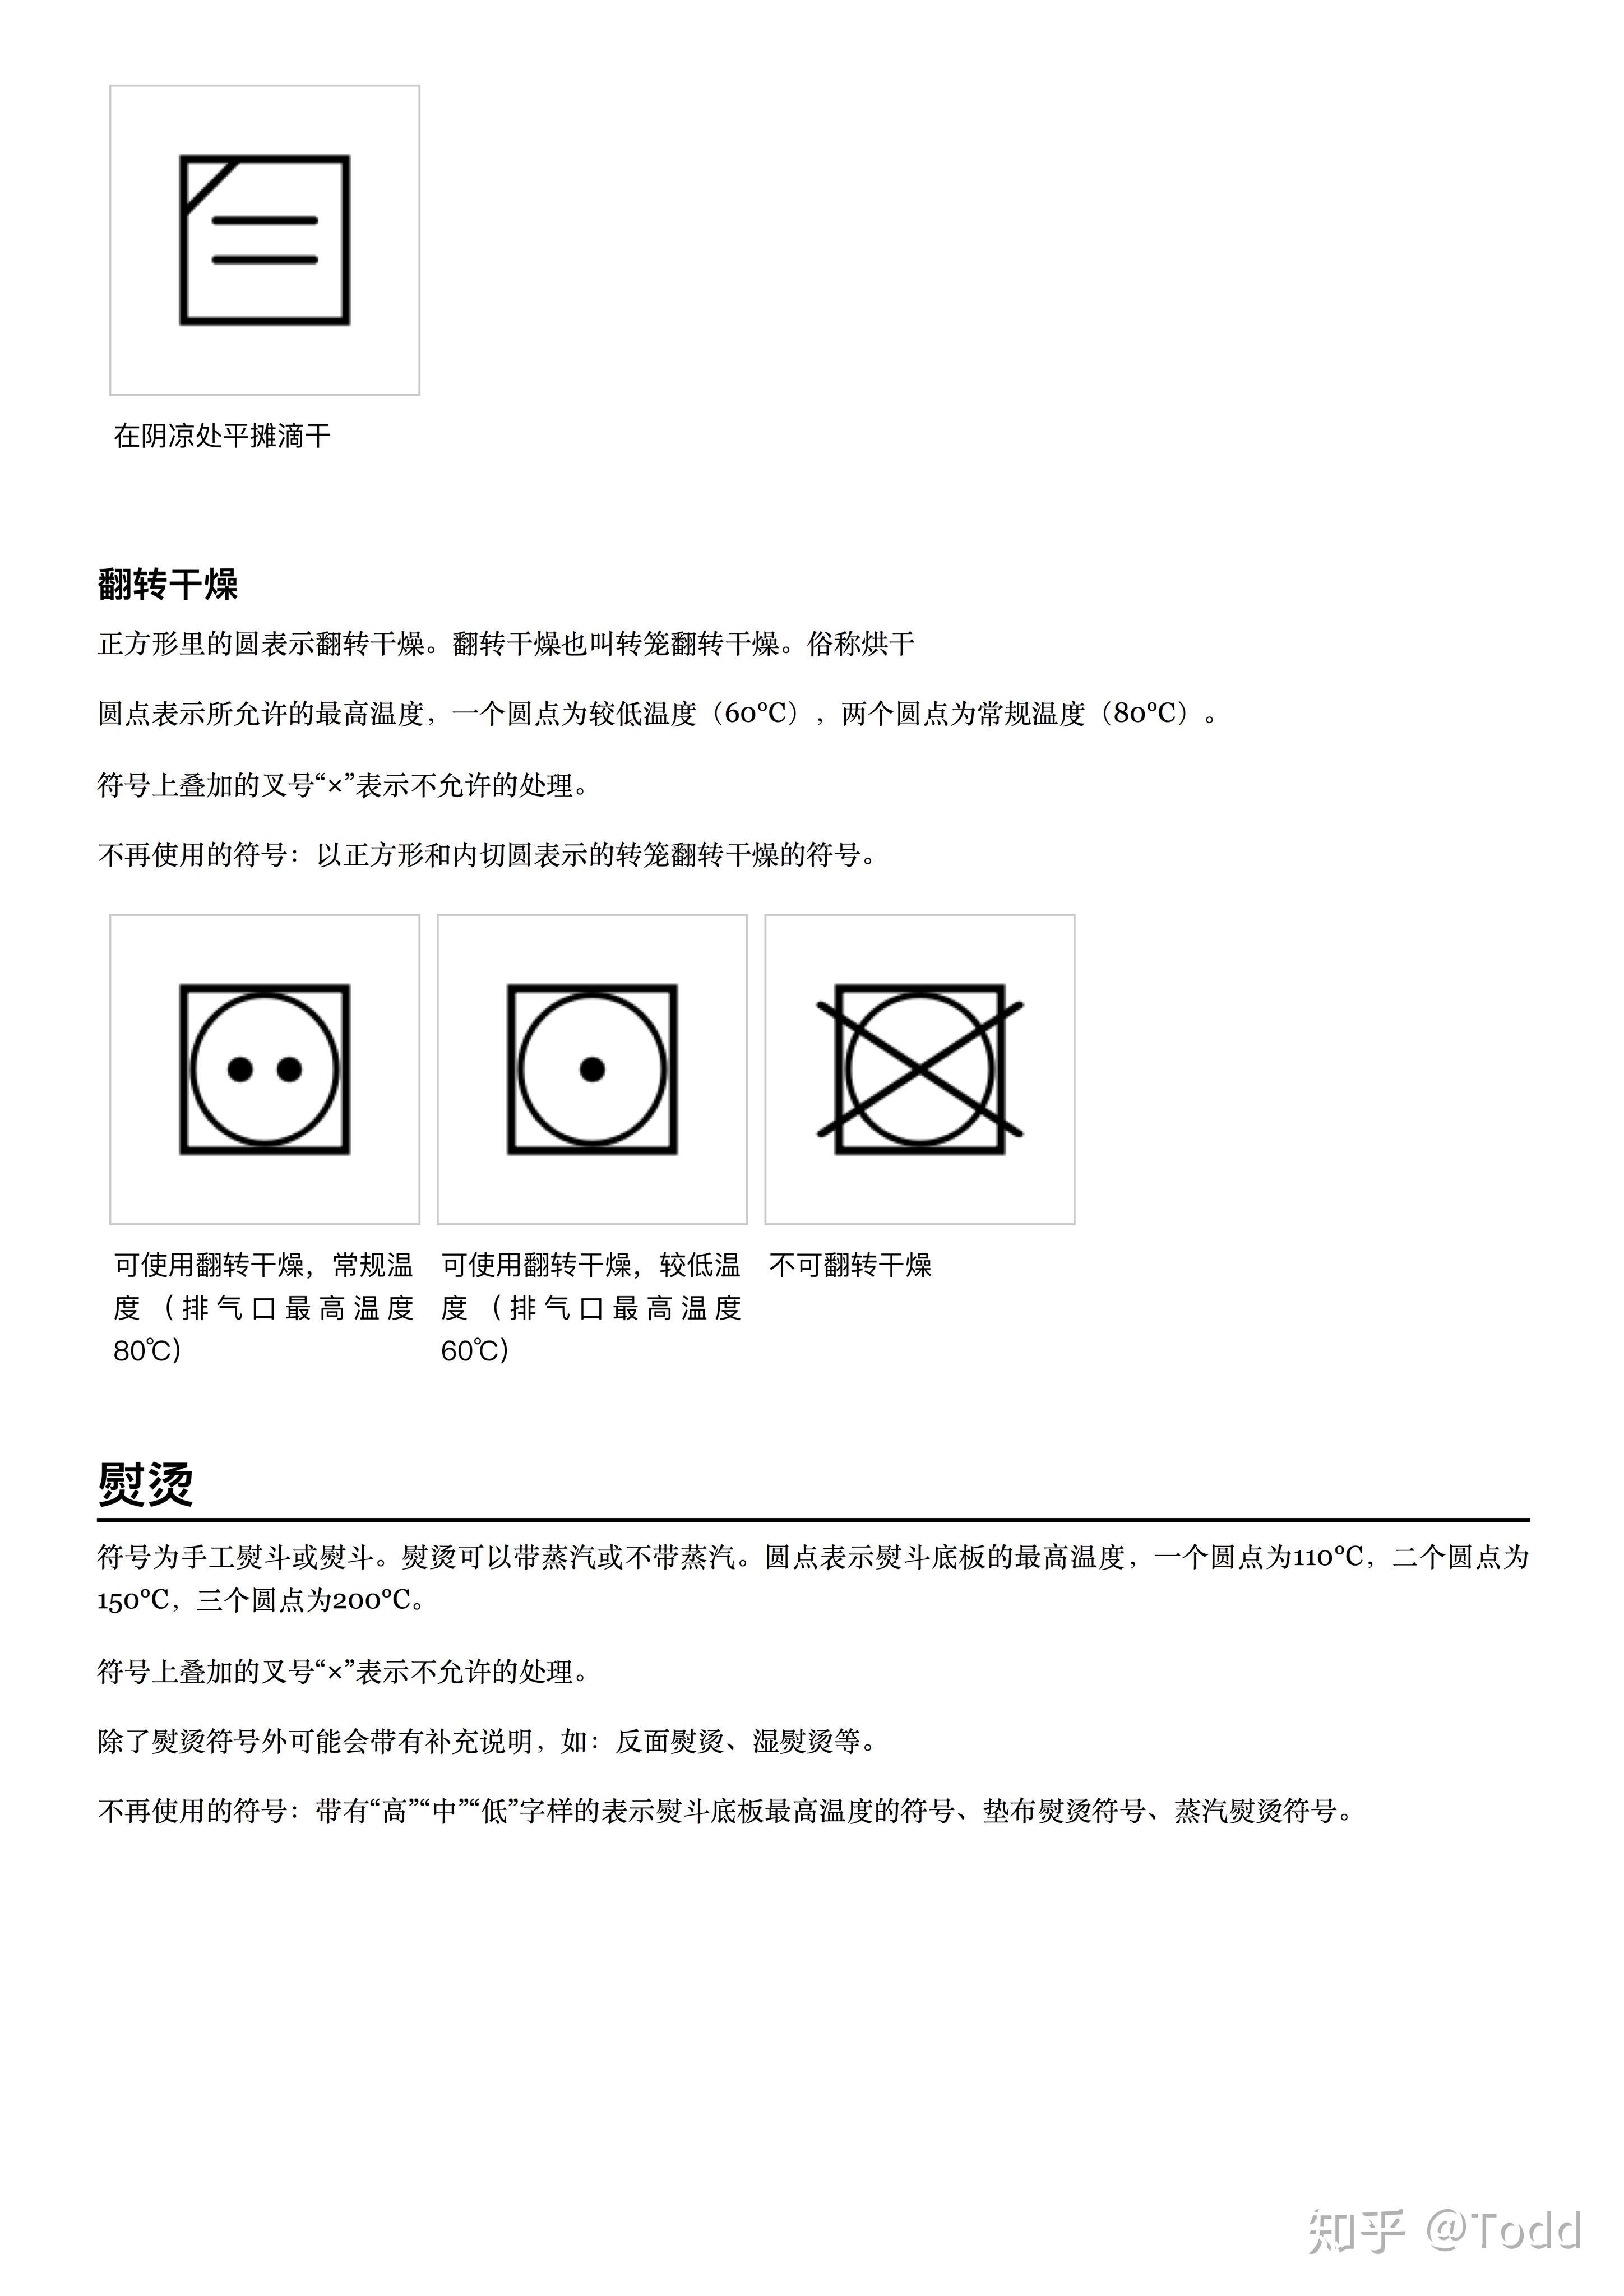 在阴凉处平摊滴干
翻转干燥
正方形里的圆表示翻转干燥。翻转干燥也叫转笼翻转干燥。俗称烘干
圆点表示所允许的最高温度，一个圆点为较低温度（60℃），两个圆点为常规温度（80℃）。
符号上叠加的叉号“×”表示不允许的处理。
不再使用的符号：以正方形和内切圆表示的转笼翻转干燥的符号。
可使用翻转干燥，常规温
度（排气口最高温度
80℃)
可使用翻转干燥，较低温
度（排气口最高温度
60℃)
不可翻转干燥
熨烫
符号为手工熨斗或熨斗。熨烫可以带蒸汽或不带蒸汽。圆点表示熨斗底板的最高温度，一个圆点为110℃，二个圆点为
150℃，三个圆点为200℃。
符号上叠加的叉号“×”表示不允许的处理。
除了熨烫符号外可能会带有补充说明，如：反面熨烫、湿熨烫等。
不再使用的符号：带有“高”“中”“低”字样的表示熨斗底板最高温度的符号、垫布熨烫符号、蒸汽熨烫符号。
知乎 @Todd